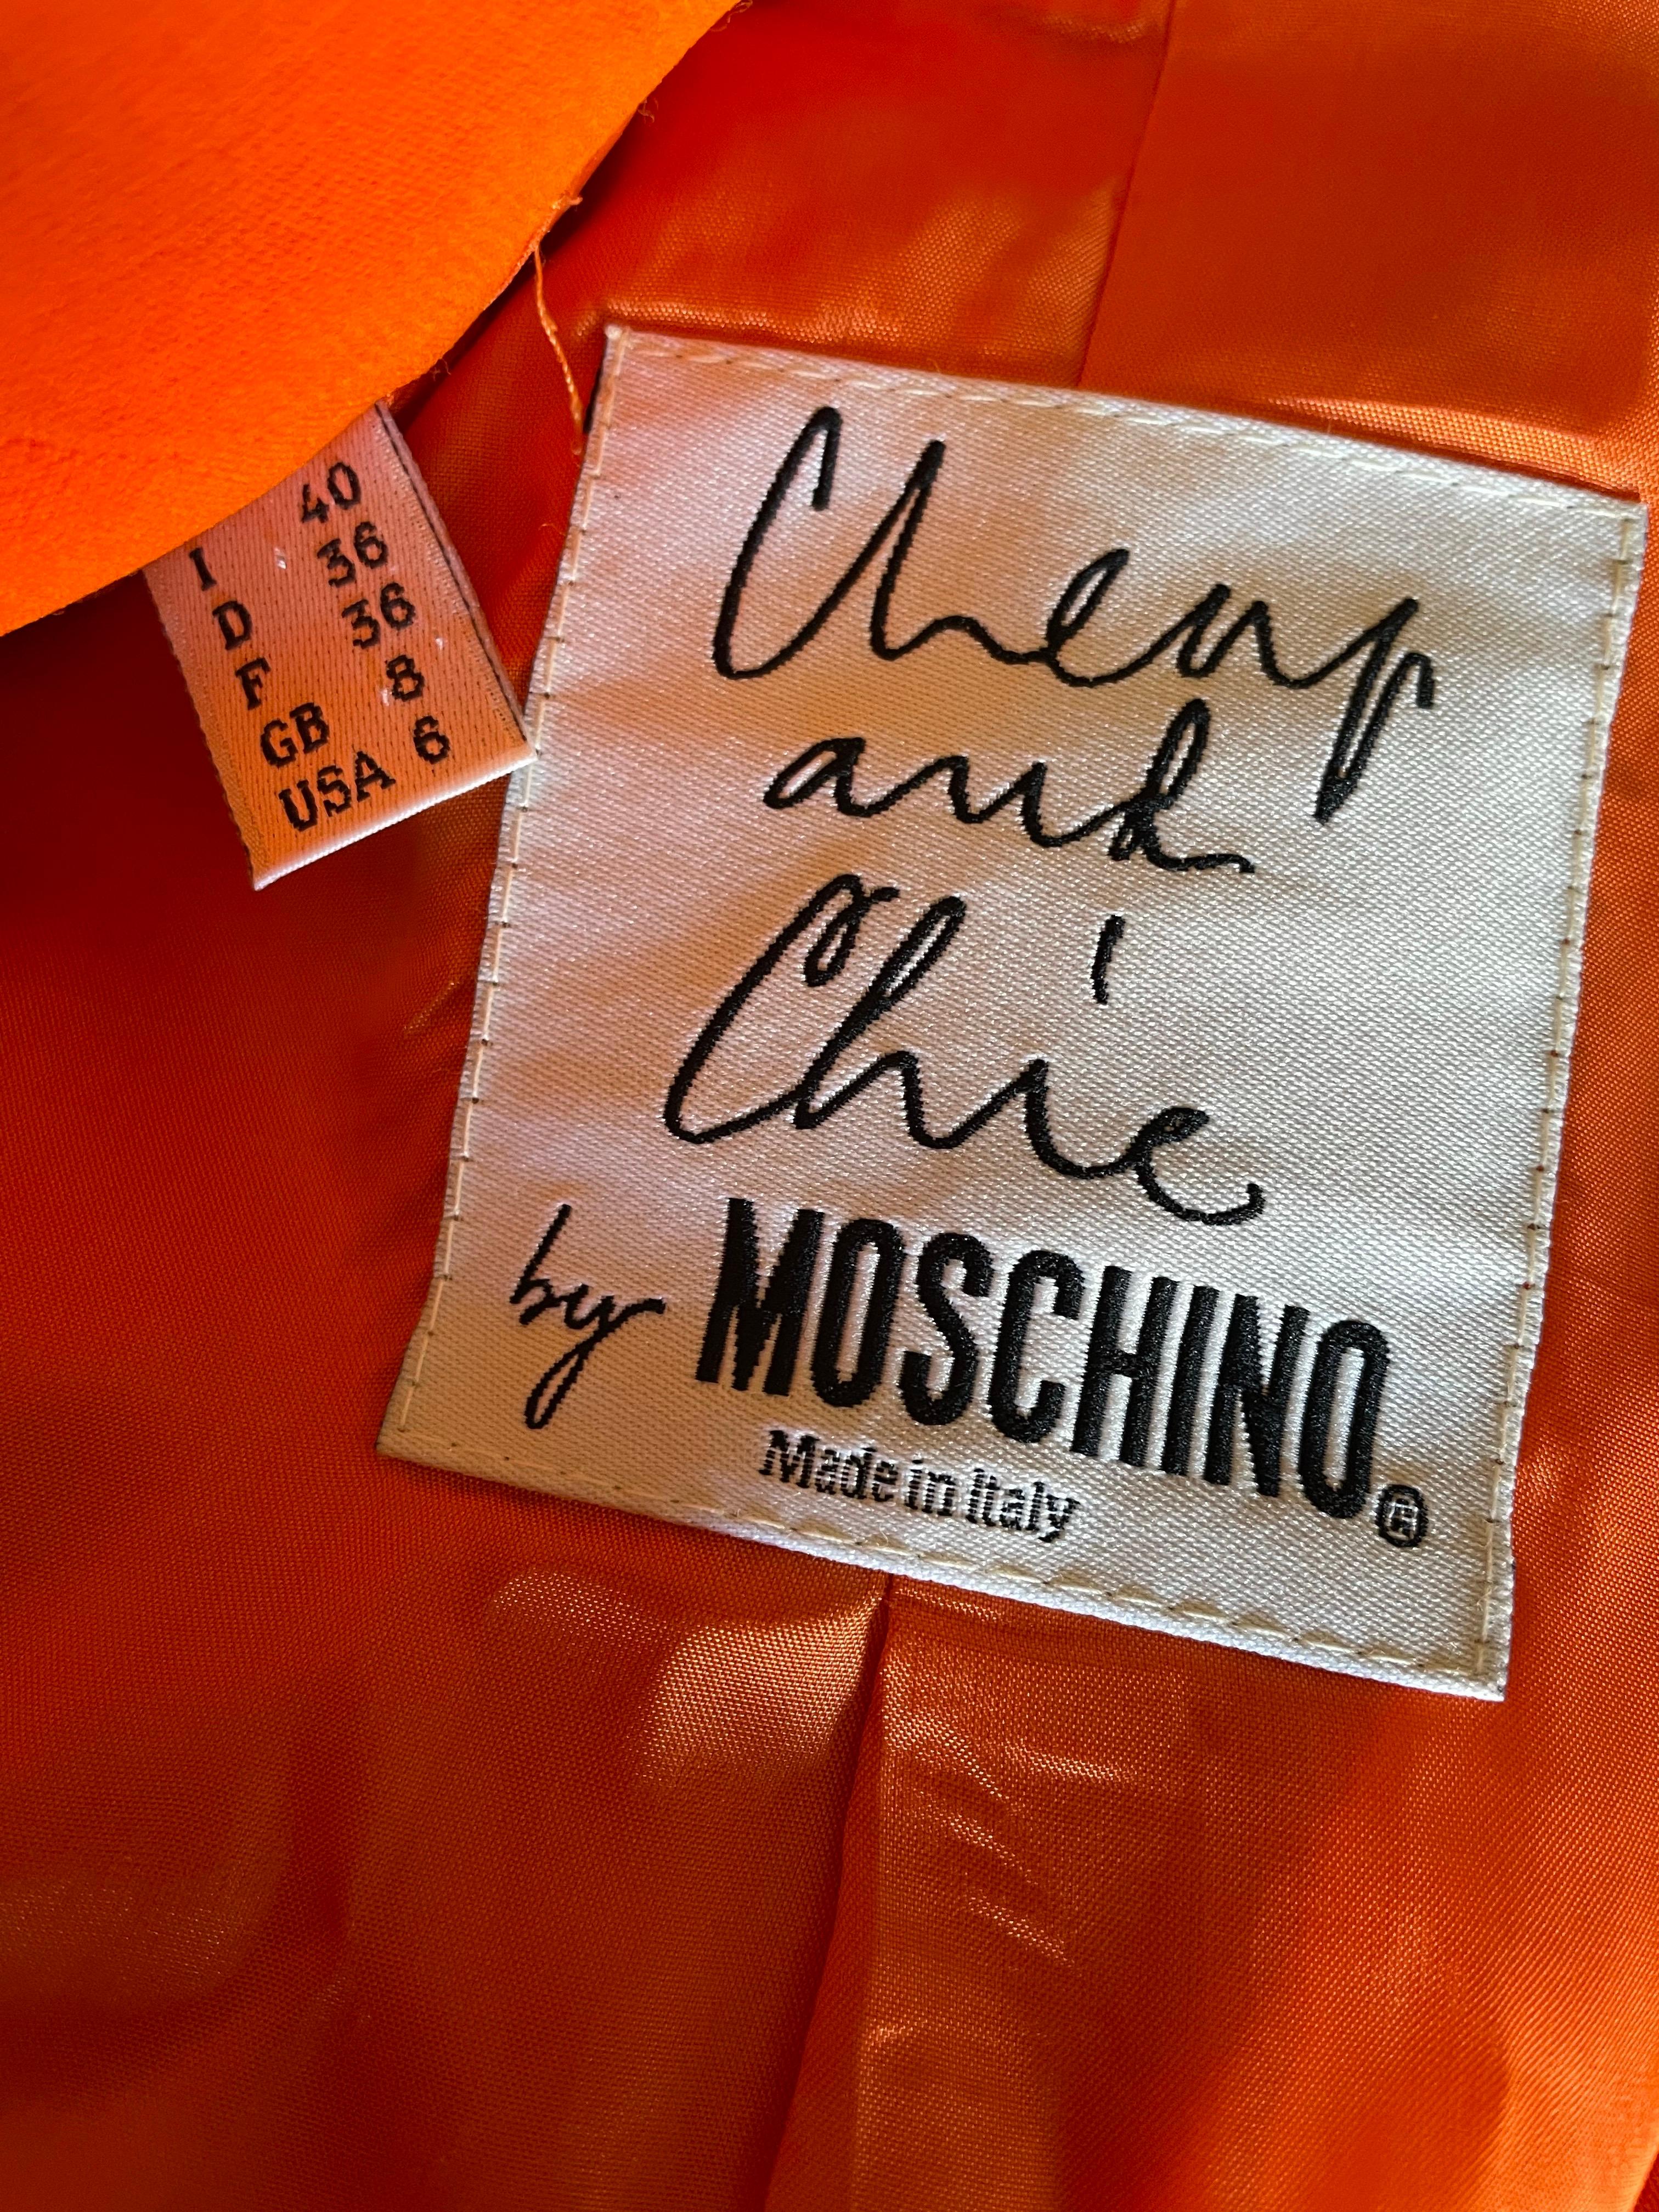 I 40
D 36
F 36
GB 8
USA 6
Cheap
and
Chic
by MOSCHINO®
Made in Italy